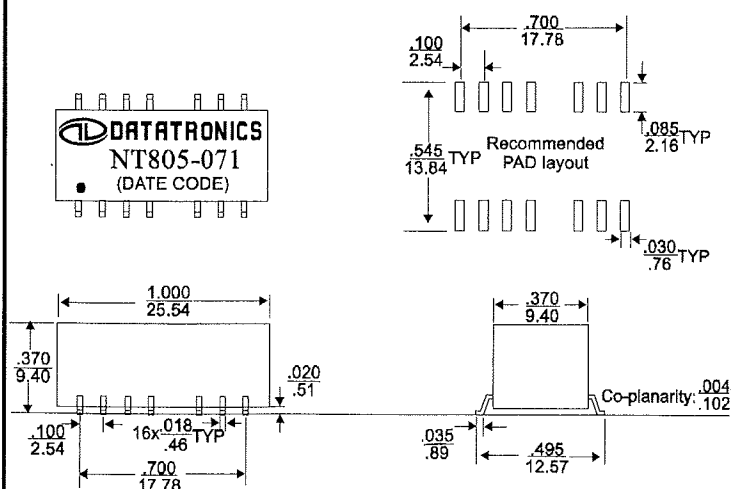 DATATRONICS
NT805-071
(DATE CODE)
.700
17.78
.100
2.54
.545
13.84 TYP
Recommended
PAD layout
.085
2.16 TYP
.030
.76 TYP
1.000
25.54
.370
9.40
.020
.51
.100
2.54
16x .018
.46 TYP
.700
17.78
.370
9.40
Co-planarity: .004
.102
.035
.89
.495
12.57